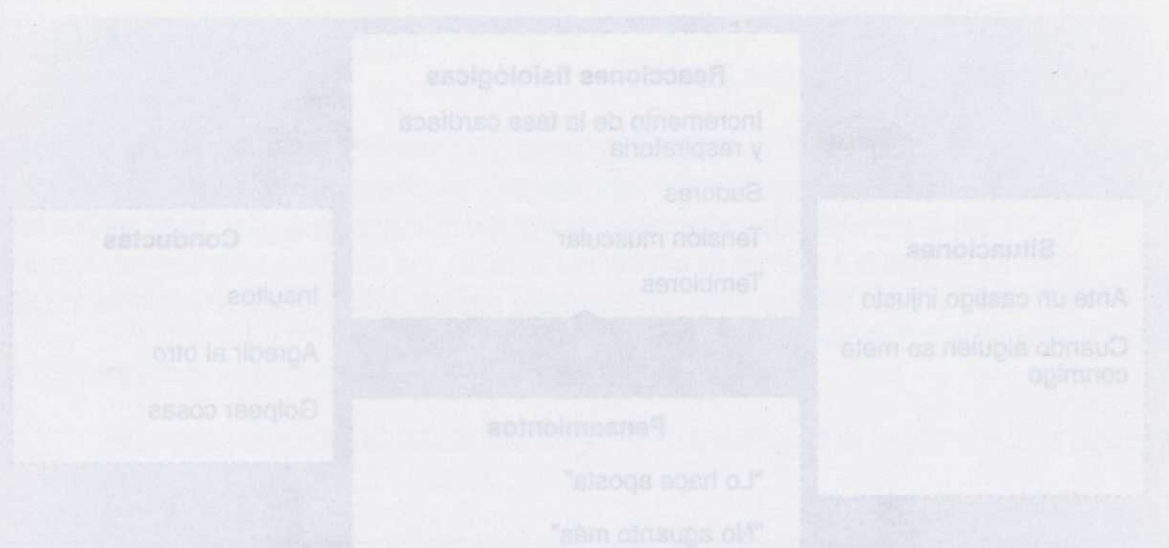 Reacciones fisiológicas
Incremento de la tasa cardíaca
y respiratoria
Sudores
Tensión muscular
Temblores
Situaciones
Ante un castigo injusto
Cuando alguien se mete
conmigo
Conductas
Insultos
Agredir al otro
Golpear cosas
Pensamientos
"Lo hace aposta"
"No aguanto más"